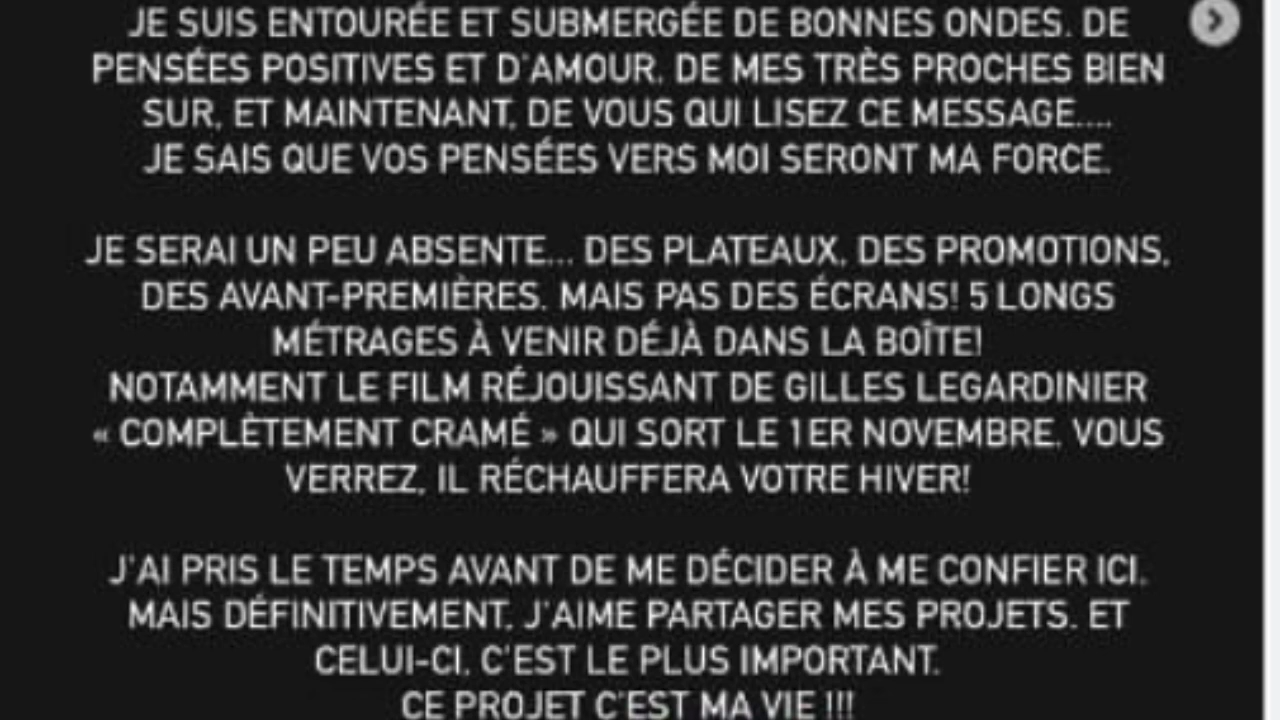 JE SUIS ENTOURÉE ET SUBMERGÉE DE BONNES ONDES. DE
PENSÉES POSITIVES ET D'AMOUR. DE MES TRÈS PROCHES BIEN
SUR, ET MAINTENANT, DE VOUS QUI LISEZ CE MESSAGE....
JE SAIS QUE VOS PENSÉES VERS MOI SERONT MA FORCE.
JE SERAI UN PEU ABSENTE... DES PLATEAUX, DES PROMOTIONS,
DES AVANT-PREMIÈRES. MAIS PAS DES ÉCRANS! 5 LONGS
MÉTRAGES À VENIR DÉJÀ DANS LA BOÎTE!
NOTAMMENT LE FILM RÉJOUISSANT DE GILLES LEGARDINIER
« COMPLÈTEMENT CRAMÉ » QUI SORT LE 1ER NOVEMBRE. VOUS
VERREZ, IL RÉCHAUFFERA VOTRE HIVER!
J'AI PRIS LE TEMPS AVANT DE ME DÉCIDER À ME CONFIER ICI.
MAIS DÉFINITIVEMENT, J'AIME PARTAGER MES PROJETS. ET
CELUI-CI, C'EST LE PLUS IMPORTANT.
CE PROJET C'EST MA VIE !!!